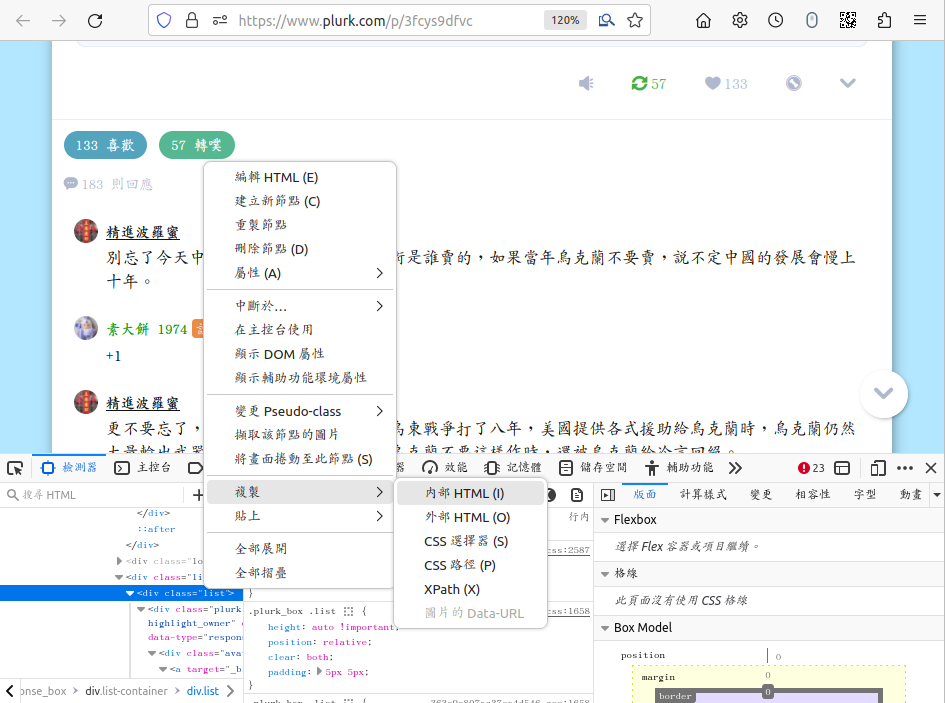 https://www.plurk.com/p/3fcys9dfvc
120%
57
133
133 喜歡
57 轉噗
183 則回應
精進波羅蜜
別忘了今天中
術是誰賣的，如果當年烏克蘭不要賣，說不定中國的發展會慢上
十年。
素大餅 1974
+1
精進波羅蜜
更不要忘了，
烏東戰爭打了八年，美國提供各式援助給烏克蘭時，烏克蘭仍然
編輯 HTML (E)
建立新節點 (C)
重製節點
刪除節點 (D)
屬性 (A)
中斷於…
在主控台使用
顯示 DOM 屬性
顯示輔助功能環境屬性
變更 Pseudo-class
擷取該節點的圖片
將畫面捲動至此節點 (S)
複製
貼上
全部展開
全部摺疊
內部 HTML (I)
外部 HTML (O)
CSS 選擇器 (S)
CSS 路徑 (P)
XPath (X)
圖片的 Data-URL
檢測器
主控台
器
效能
記憶體
儲存空間
輔助功能
23
搜尋 HTML
行內
版面
計算樣式
變更
相容性
字型
動畫
</div>
::after
</div>
<div class="lo
<div class="li
<div class="list">
<div class="plurk
highlight_owner"
data-type="respon
<div class="ava
<a target="_b
css:2587
}
.plurk_box .list {
css:1658
height: auto !important;
position: relative;
clear: both;
padding: 5px 5px;
}
Flexbox
選擇 Flex 容器或項目繼續。
格線
此頁面沒有使用 CSS 格線
Box Model
position
0
margin
0
border
0
onse_box
div.list-container
div.list